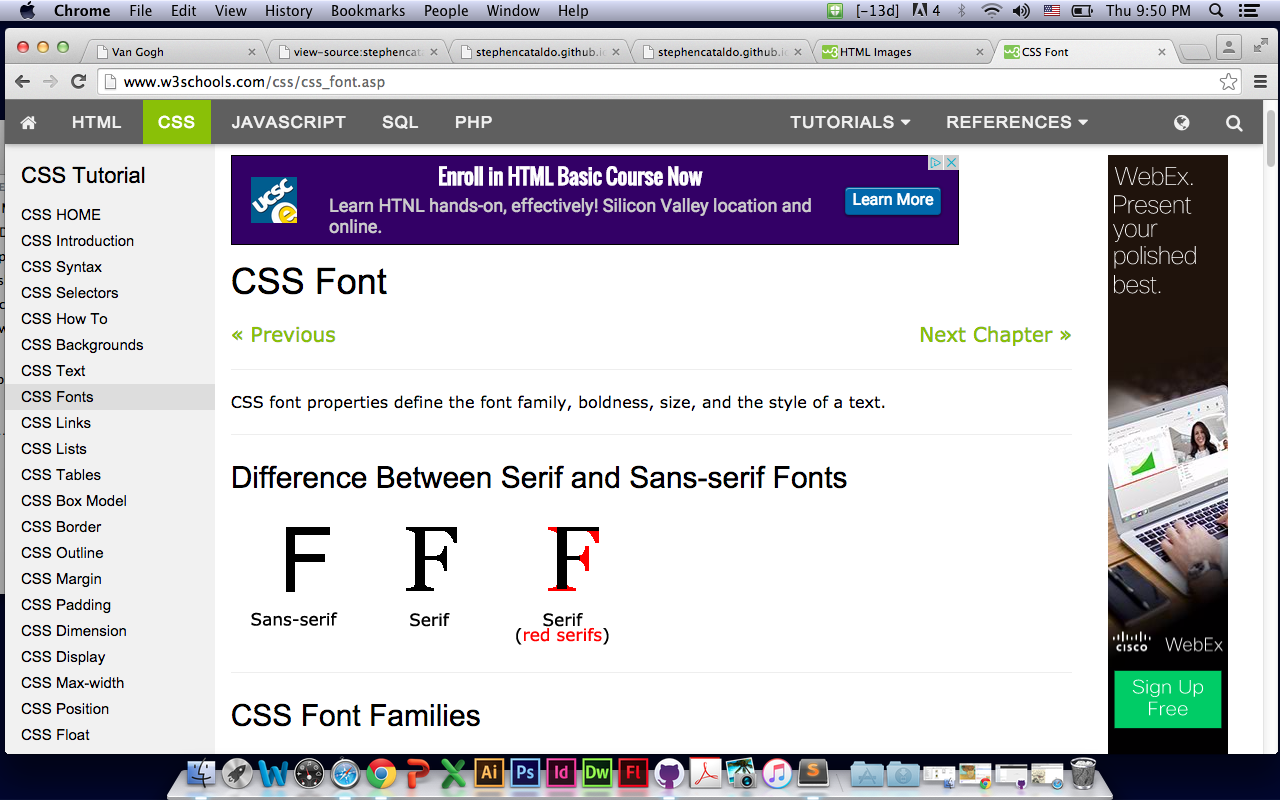 Chrome File Edit View History Bookmarks People Window Help [-13d] 4 Thu 9:50 PM
Van Gogh view-source:stephencat stephencataldo.github.i stephencataldo.github.i HTML Images CSS Font
www.w3schools.com/css/css_font.asp
HTML CSS JAVASCRIPT SQL PHP TUTORIALS REFERENCES
CSS Tutorial
CSS HOME
CSS Introduction
CSS Syntax
CSS Selectors
CSS How To
CSS Backgrounds
CSS Text
CSS Fonts
CSS Links
CSS Lists
CSS Tables
CSS Box Model
CSS Border
CSS Outline
CSS Margin
CSS Padding
CSS Dimension
CSS Display
CSS Max-width
CSS Position
CSS Float
UCSC e
Enroll in HTML Basic Course Now
Learn HTNL hands-on, effectively! Silicon Valley location and
online.
Learn More
CSS Font
« Previous Next Chapter »
CSS font properties define the font family, boldness, size, and the style of a text.
Difference Between Serif and Sans-serif Fonts
F F F
Sans-serif Serif Serif
(red serifs)
CSS Font Families
WebEx.
Present
your
polished
best.
CISCO WebEx
Sign Up
Free
Ai Ps Id Dw Fl S